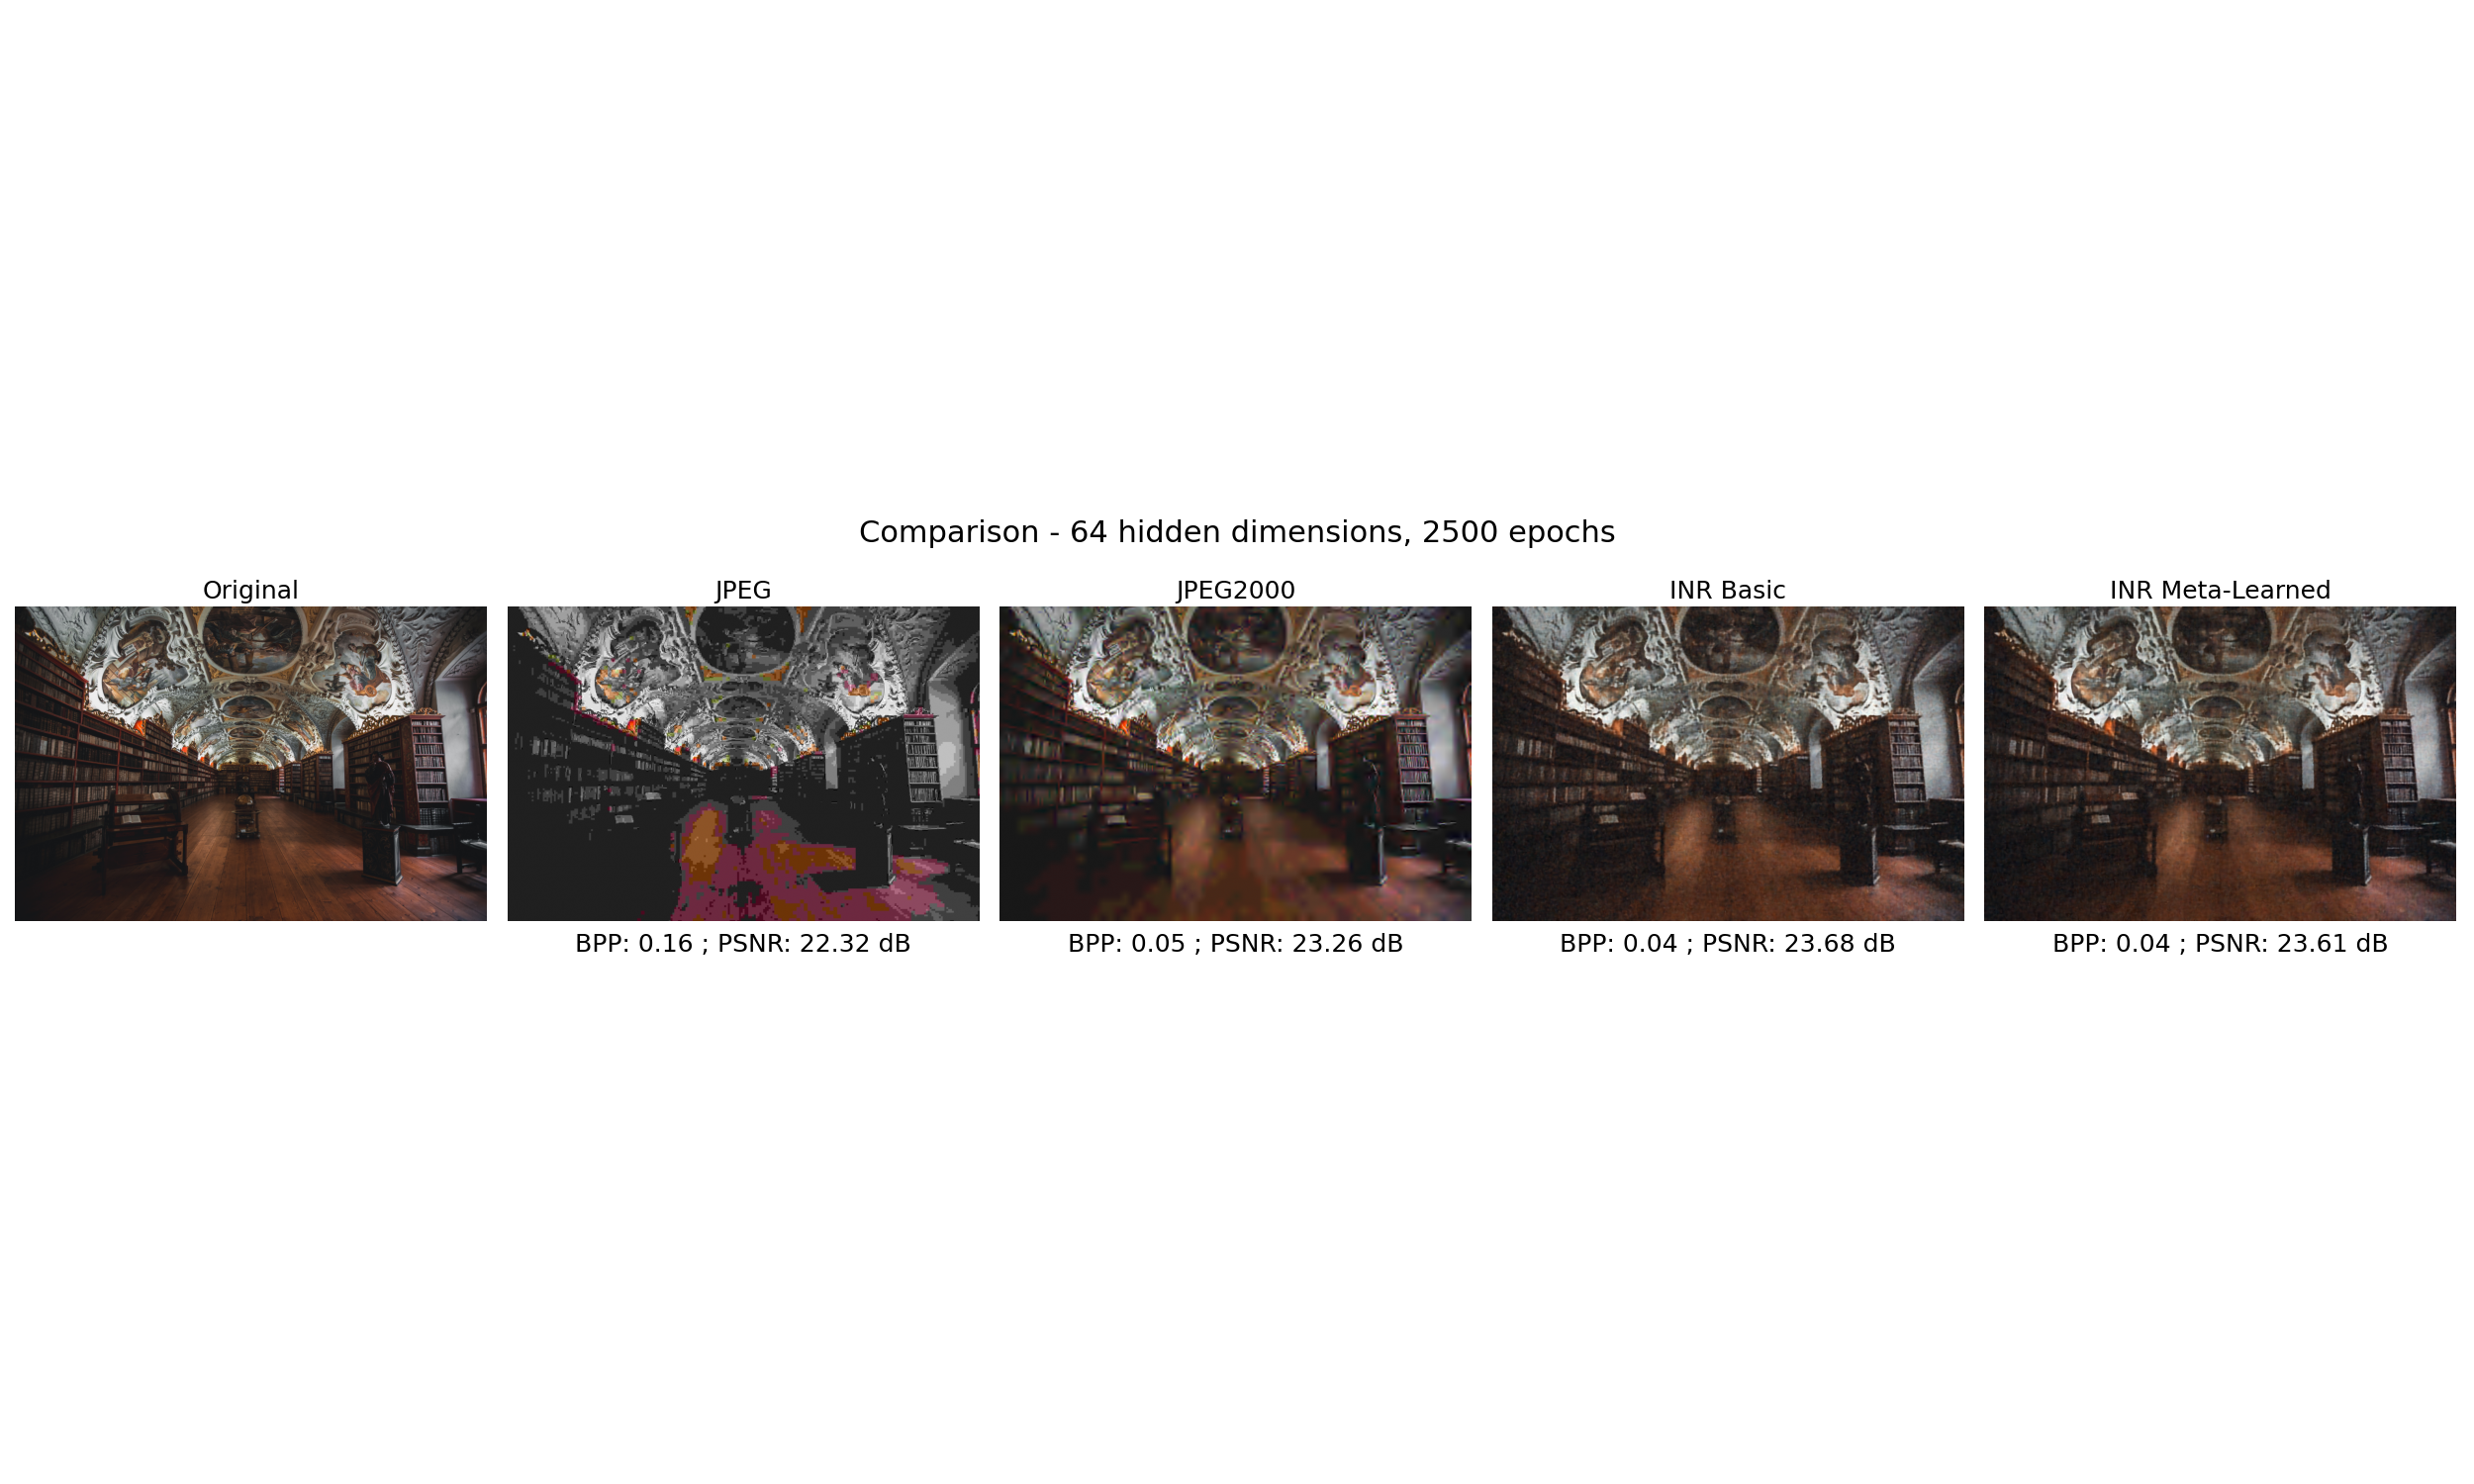 Comparison - 64 hidden dimensions, 2500 epochs
Original
JPEG
JPEG2000
INR Basic
INR Meta-Learned
BPP: 0.16 ; PSNR: 22.32 dB
BPP: 0.05 ; PSNR: 23.26 dB
BPP: 0.04 ; PSNR: 23.68 dB
BPP: 0.04 ; PSNR: 23.61 dB